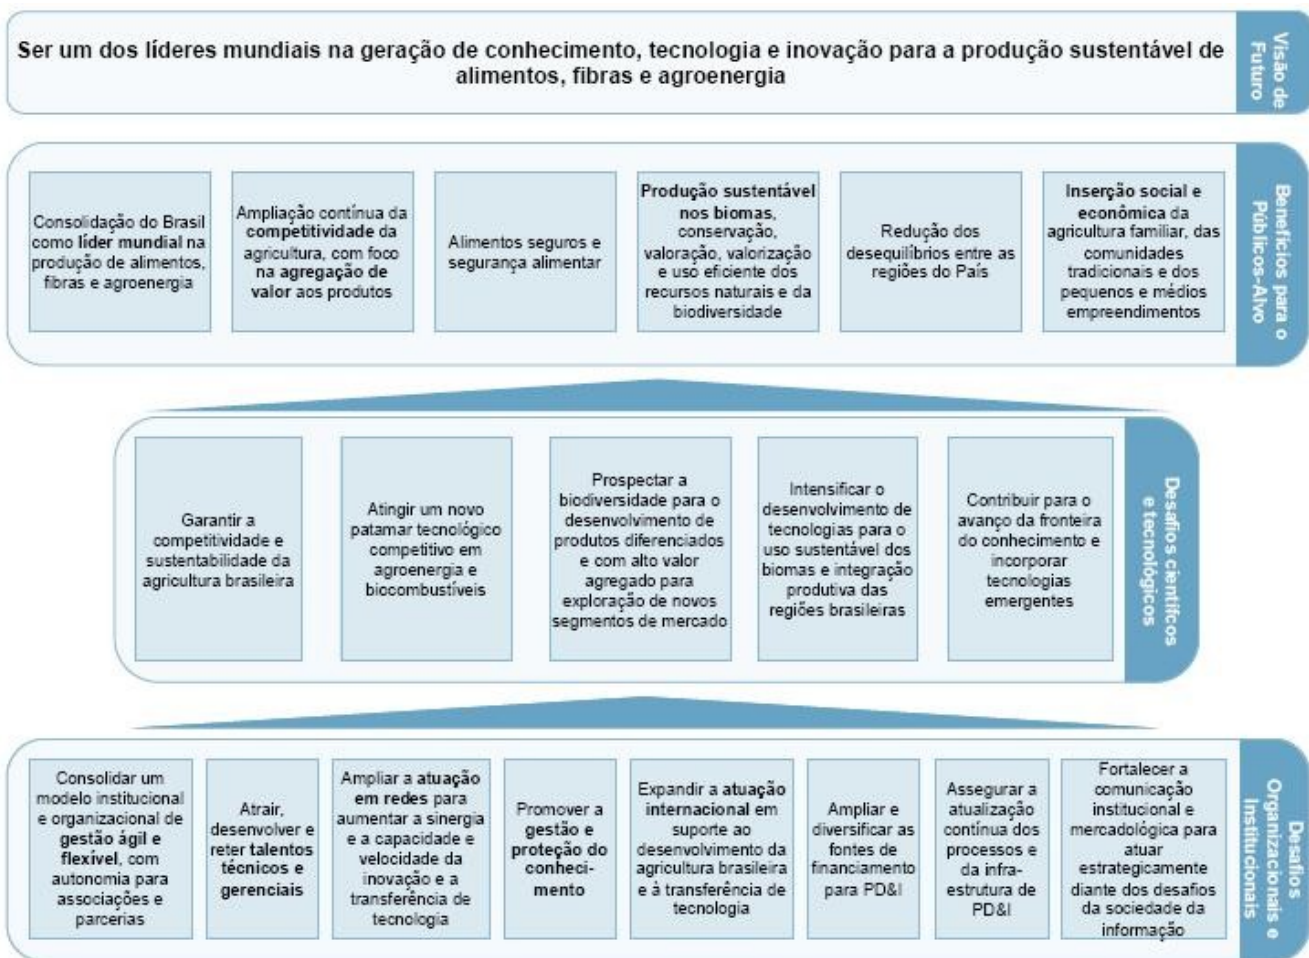 Ser um dos líderes mundiais na geração de conhecimento, tecnologia e inovação para a produção sustentável de
alimentos, fibras e agroenergia
Visão de
Futuro
Consolidação do Brasil
como líder mundial na
produção de alimentos,
fibras e agroenergia
Ampliação contínua da
competitividade da
agricultura, com foco
na agregação de
valor aos produtos
Alimentos seguros e
segurança alimentar
Produção sustentável
nos biomas,
conservação,
valoração, valorização
e uso eficiente dos
recursos naturais e da
biodiversidade
Redução dos
desequilíbrios entre as
regiões do País
Inserção social e
econômica da
agricultura familiar, das
comunidades
tradicionais e dos
pequenos e médios
empreendimentos
Benefícios para o
Públicos-Alvo
Garantir a
competitividade e
sustentabilidade da
agricultura brasileira
Atingir um novo
patamar tecnológico
competitivo em
agroenergia e
biocombustíveis
Prospectar a
biodiversidade para o
desenvolvimento de
produtos diferenciados
e com alto valor
agregado para
exploração de novos
segmentos de mercado
Intensificar o
desenvolvimento de
tecnologias para o
uso sustentável dos
biomas e integração
produtiva das
regiões brasileiras
Contribuir para o
avanço da fronteira
do conhecimento e
incorporar
tecnologias
emergentes
Desafios científcos
e tecnológicos
Consolidar um
modelo institucional
e organizacional de
gestão ágil e
flexível, com
autonomia para
associações e
parcerias
Atrair,
desenvolver e
reter talentos
técnicos e
gerenciais
Ampliar a atuação
em redes para
aumentar a sinergia
e a capacidade e
velocidade da
inovação e a
transferência de
tecnologia
Promover a
gestão e
proteção do
conheci-
mento
Expandir a atuação
internacional em
suporte ao
desenvolvimento da
agricultura brasileira
e à transferência de
tecnologia
Ampliar e
diversificar as
fontes de
financiamento
para PD&I
Assegurar a
atualização
contínua dos
processos e
da infra-
estrutura de
PD&I
Fortalecer a
comunicação
institucional e
mercadológica para
atuar
estrategicamente
diante dos desafios
da sociedade da
informação
Desafios
Organizacionais e
Institucionais